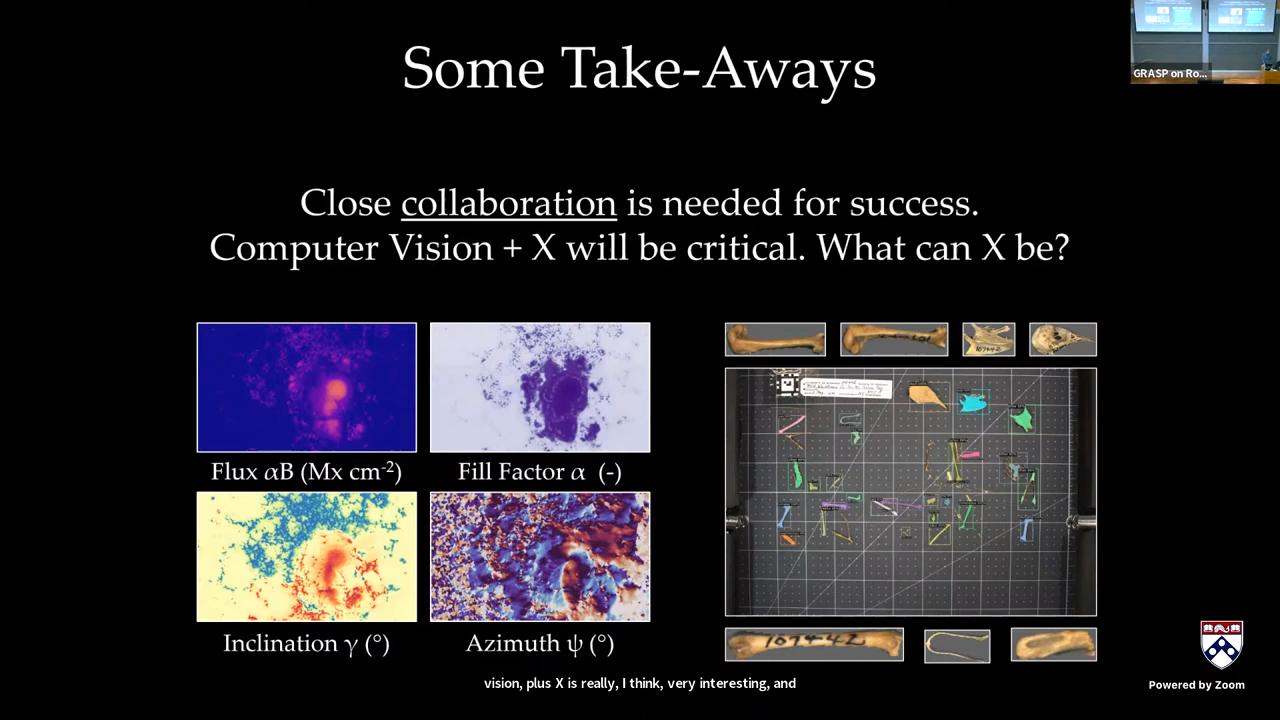 Some Take-Aways
GRASP on Ro...
Close collaboration is needed for success.
Computer Vision + X will be critical. What can X be?
Flux αB (Mx cm⁻²)
Fill Factor α (-)
Inclination γ (°)
Azimuth ψ (°)
vision, plus X is really, I think, very interesting, and
Powered by Zoom